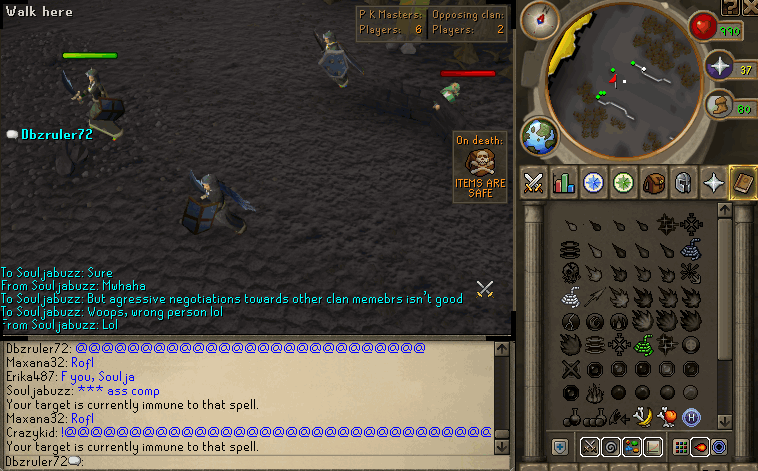 Walk here
P K Masters: Opposing clan:
Players: 6 Players: 2
990
37
80
Dbzruler72
On death:
ITEMS ARE
SAFE
To Souljabuzz: Sure
From Souljabuzz: Mwhaha
To Souljabuzz: But agressive negotiations towards other clan memebrs isn't good
To Souljabuzz: Woops, wrong person lol
From Souljabuzz: Lol
Dbzruler72: @@@@@@@@@@@@@@@@@@@@@@@@@@@
Maxana32: Rofl
Erika487: F you, Soulja
Souljabuzz: *** ass comp
Your target is currently immune to that spell.
Maxana32: Rofl
Crazykid: !@@@@@@@@@@@@@@@@@@@@@@@@@@@@@@@@@
Your target is currently immune to that spell.
Dbzruler72:
H